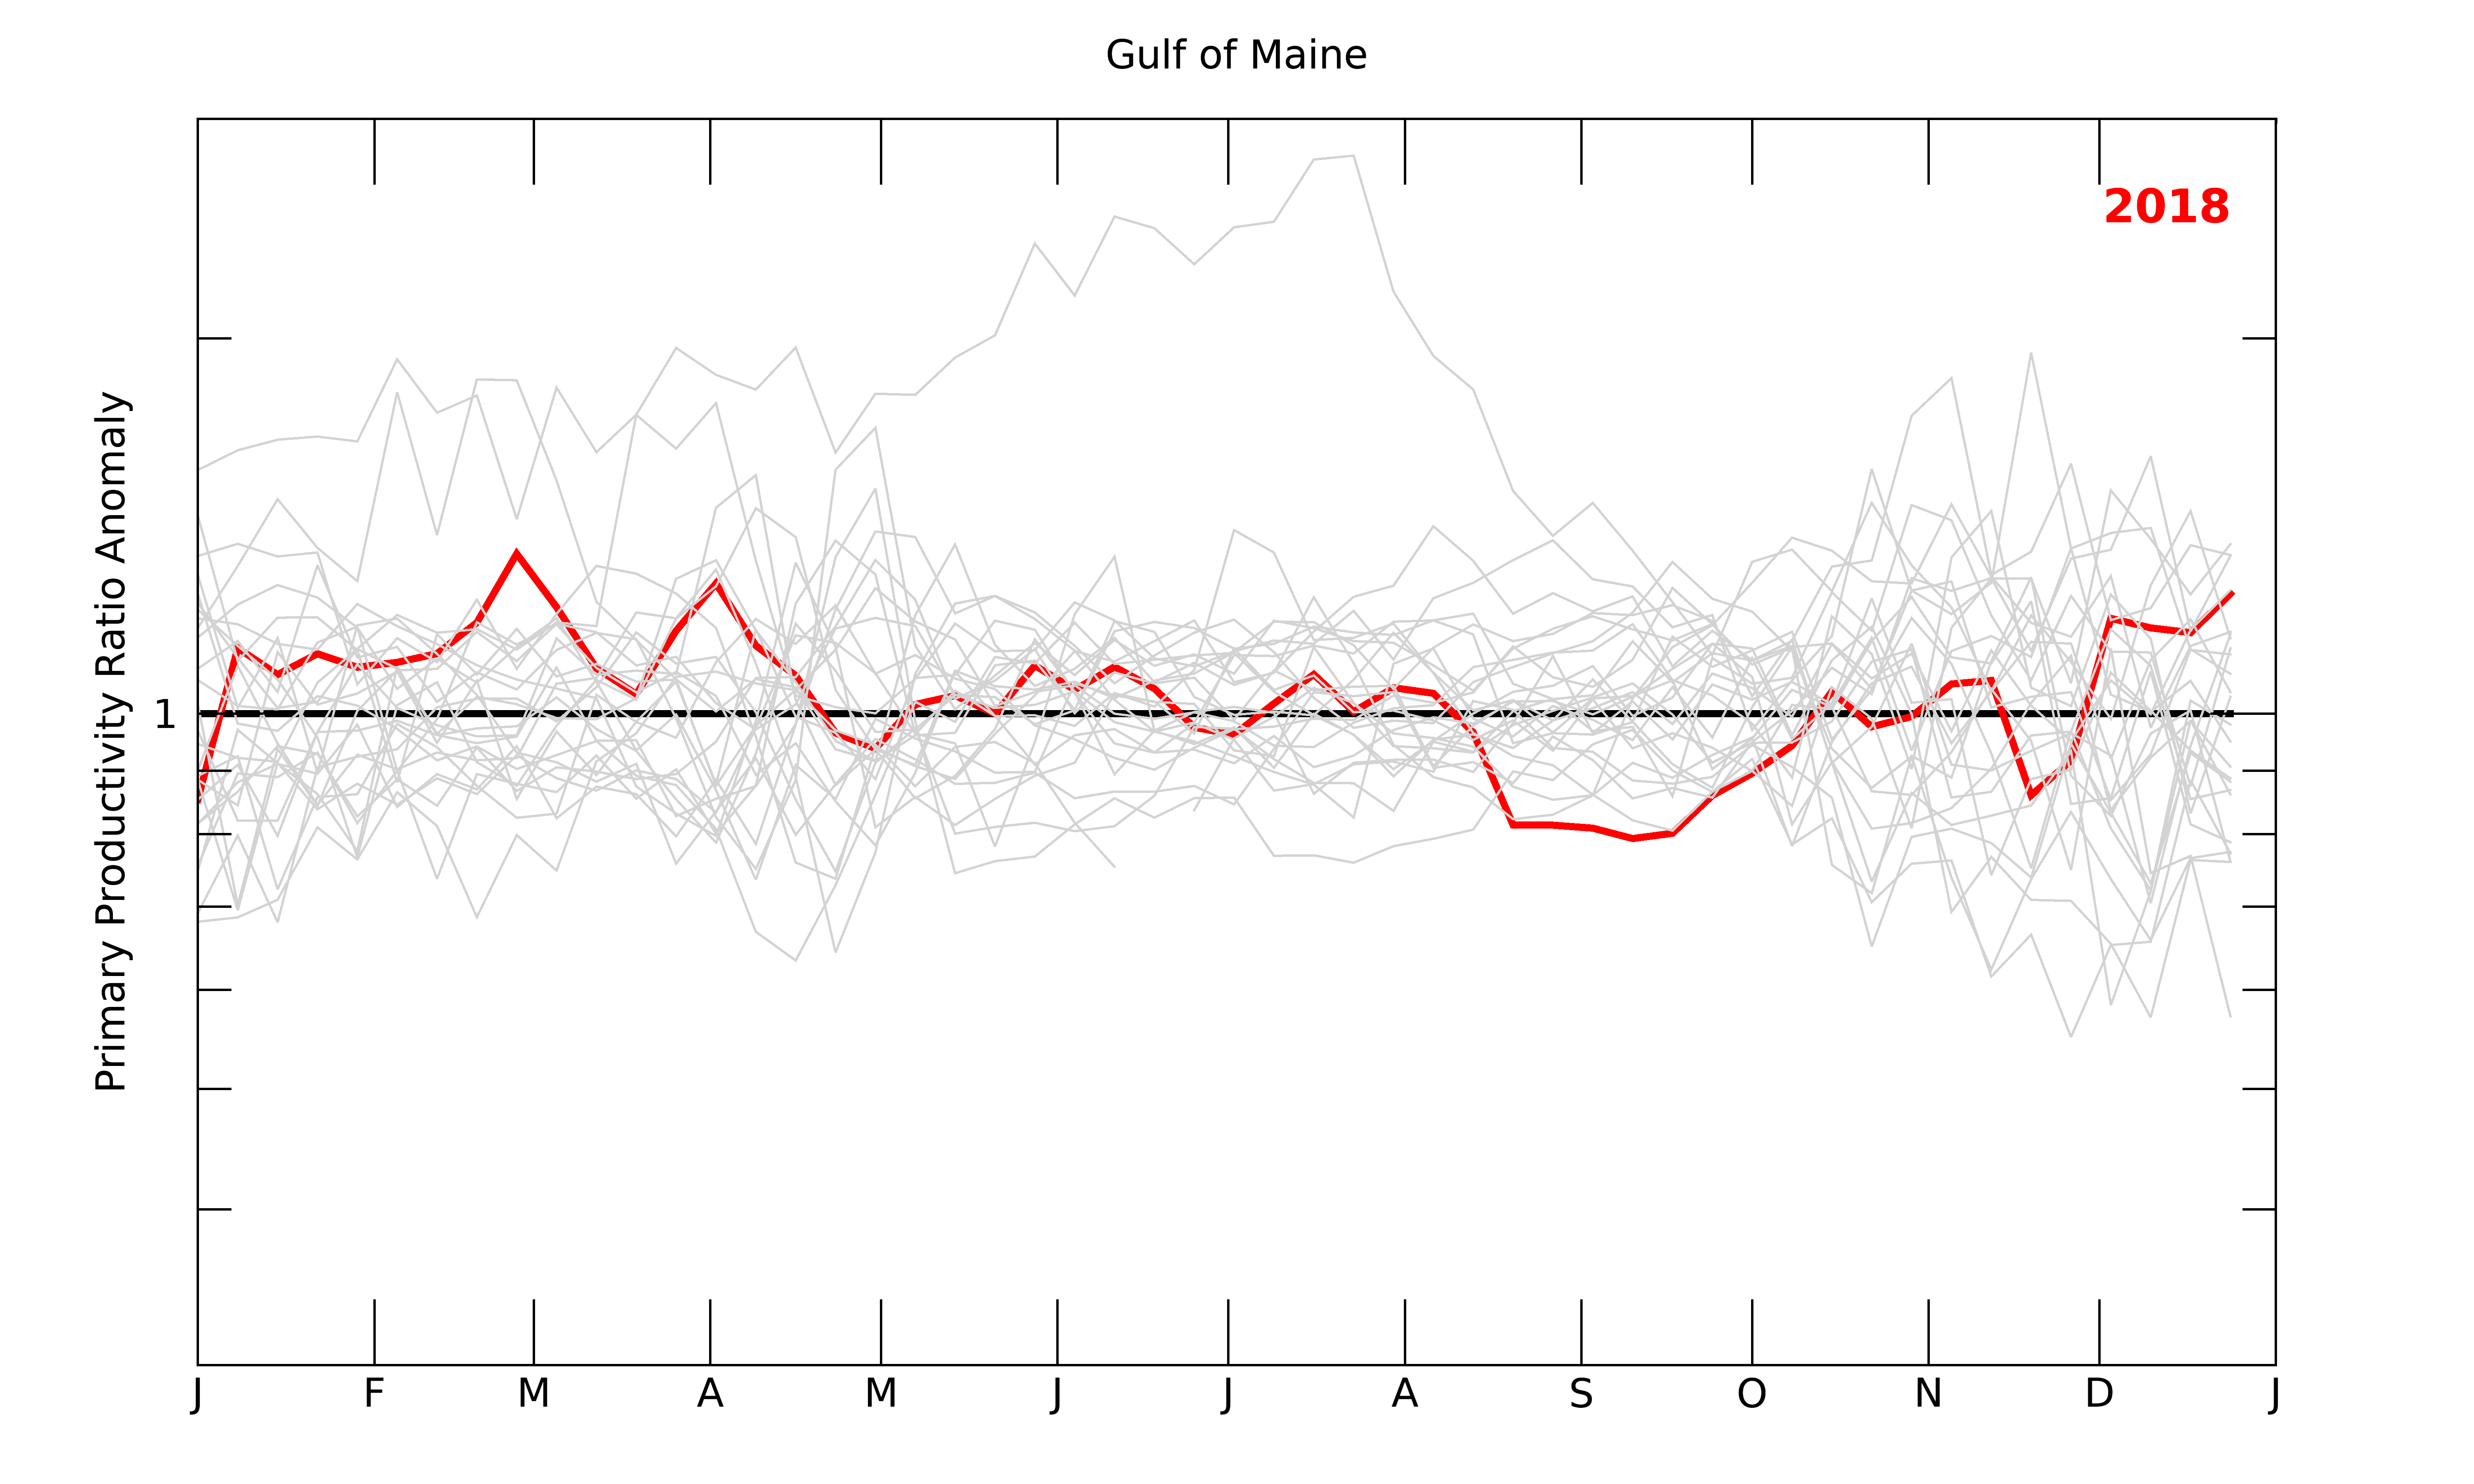 Gulf of Maine
2018
Primary Productivity Ratio Anomaly
1
J F M A M J J A S O N D J